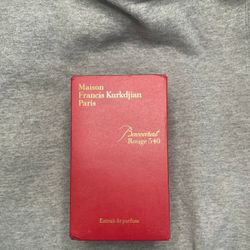 Maison
Francis Kurkdjian
Paris
Baccarat
Rouge 540
Extrait de parfum